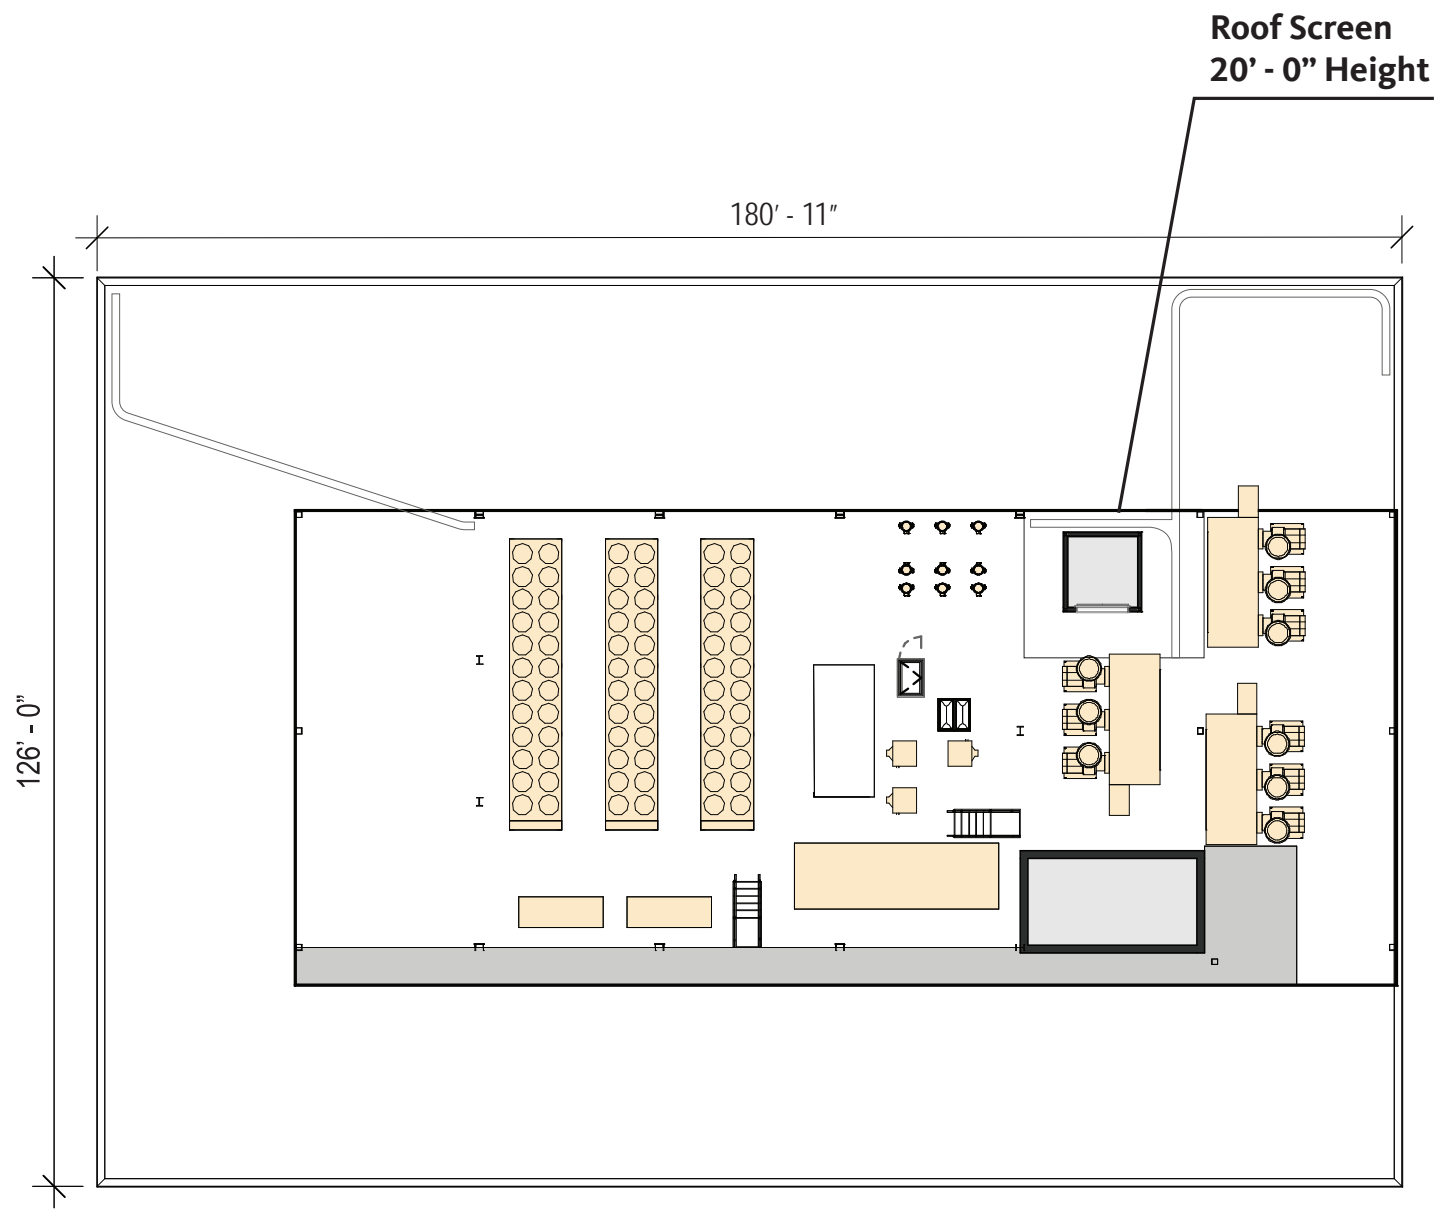 Roof Screen
20’ - 0” Height
180’ - 11”
126’ - 0”